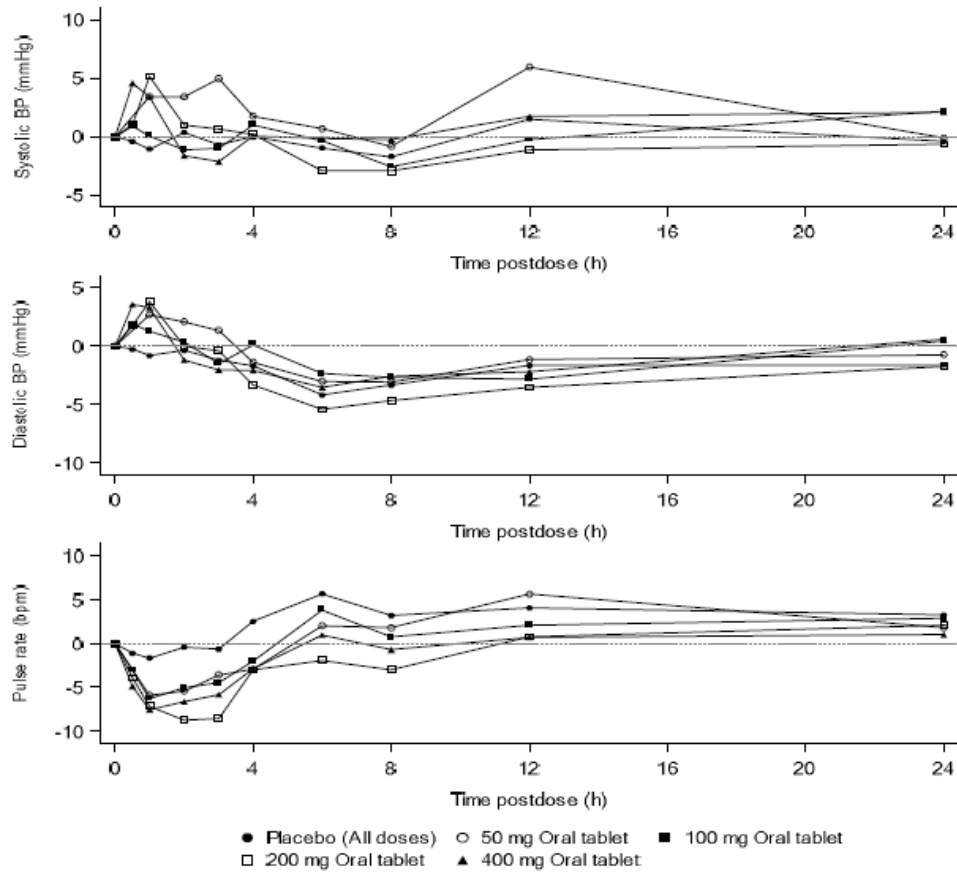 Systolic BP (mmHg)
10
5
0
-5
0 4 8 12 16 20 24
Time postdose (h)
Diastolic BP (mmHg)
5
0
-5
-10
0 4 8 12 16 20 24
Time postdose (h)
Pulse rate (bpm)
10
5
0
-5
-10
0 4 8 12 16 20 24
Time postdose (h)
Placebo (All doses) 50 mg Oral tablet 100 mg Oral tablet
200 mg Oral tablet 400 mg Oral tablet